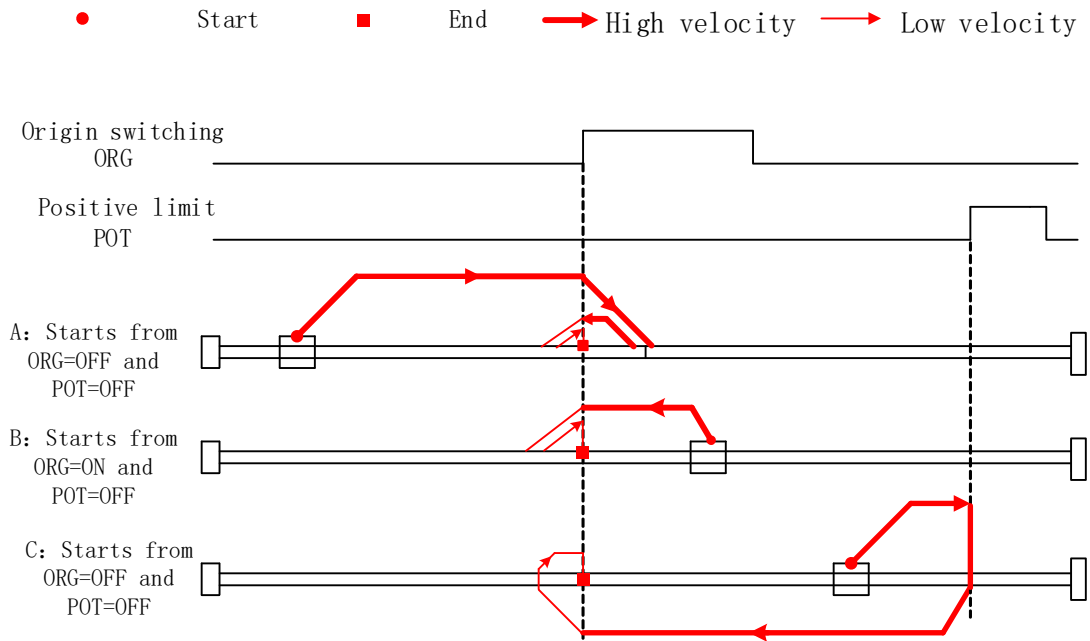 Start End High velocity Low velocity
Origin switching
ORG
Positive limit
POT
A: Starts from
ORG=OFF and
POT=OFF
B: Starts from
ORG=ON and
POT=OFF
C: Starts from
ORG=OFF and
POT=OFF